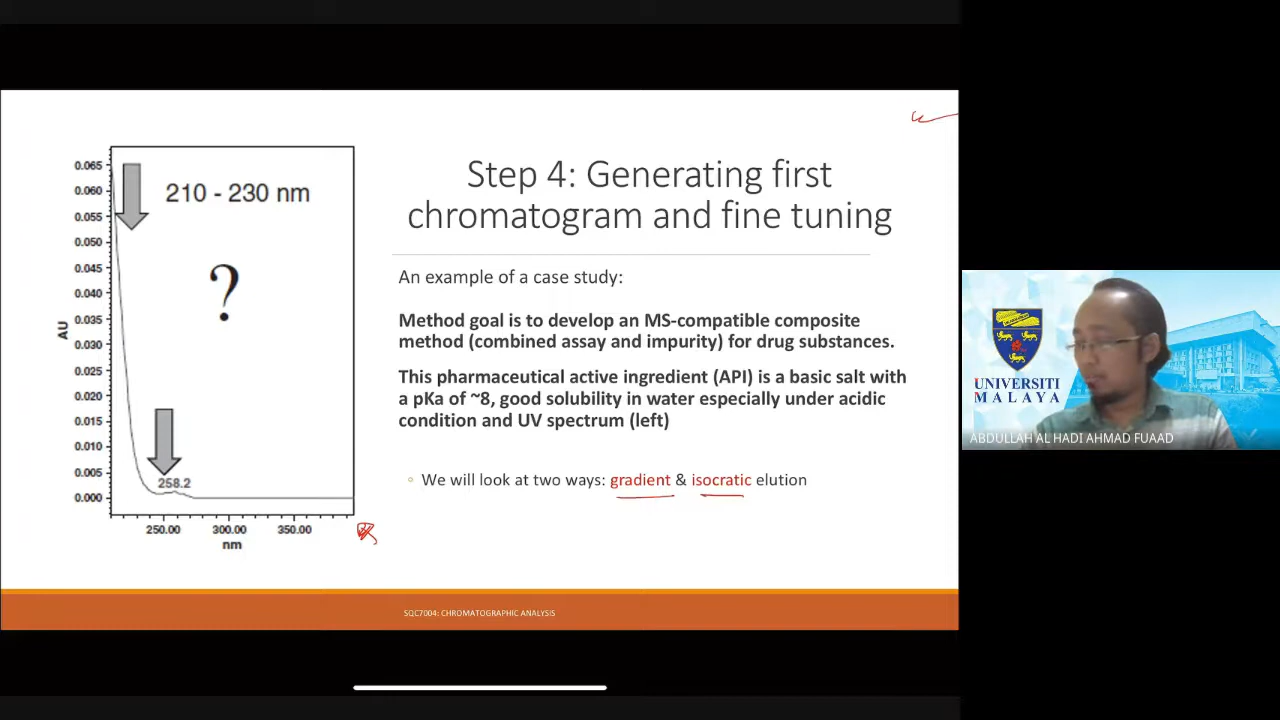 0.065
0.060
0.055
0.050
0.045
0.040
0.035
0.030
0.025
0.020
0.015
0.010
0.005
0.000
AU
210 - 230 nm
?
258.2
250.00 300.00 350.00
nm
Step 4: Generating first
chromatogram and fine tuning
An example of a case study:
Method goal is to develop an MS-compatible composite
method (combined assay and impurity) for drug substances.
This pharmaceutical active ingredient (API) is a basic salt with
a pKa of ~8, good solubility in water especially under acidic
condition and UV spectrum (left)
◦ We will look at two ways: gradient & isocratic elution
SQC7004: CHROMATOGRAPHIC ANALYSIS
UNIVERSITI
MALAYA
ABDULLAH AL HADI AHMAD FUAAD